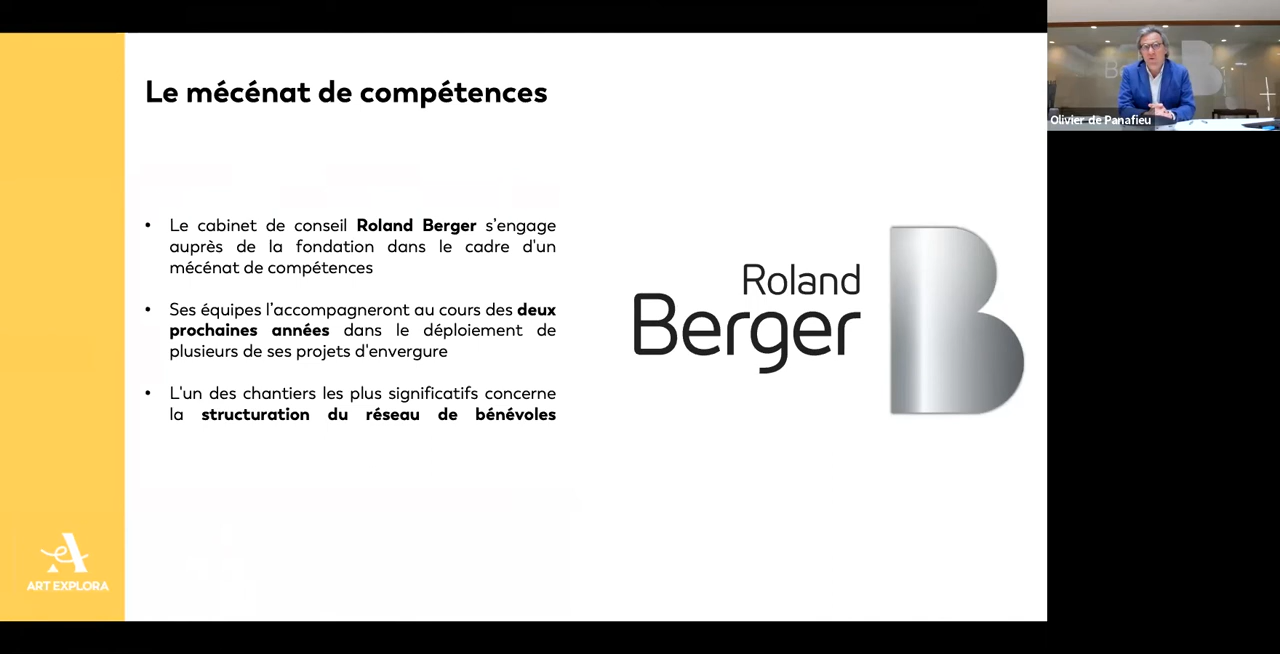 Le mécénat de compétences
• Le cabinet de conseil Roland Berger s’engage
auprès de la fondation dans le cadre d'un
mécénat de compétences
• Ses équipes l’accompagneront au cours des deux
prochaines années dans le déploiement de
plusieurs de ses projets d'envergure
• L'un des chantiers les plus significatifs concerne
la structuration du réseau de bénévoles
Roland
Berger
B
ART EXPLORA
Olivier de Panafieu